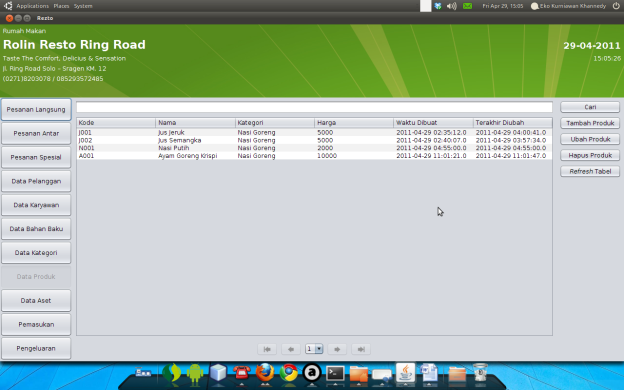 Applications Places System
Fri Apr 29, 15:05 Eko Kurniawan Khannedy
Resto
Rumah Makan
Rolin Resto Ring Road
Taste The Comfort, Delicius & Sensation
Jl. Ring Road Solo - Sragen KM. 12
(0271)8203078 / 085293572485
29-04-2011
15:05:26
Pesanan Langsung
Pesanan Antar
Pesanan Spesial
Data Pelanggan
Data Karyawan
Data Bahan Baku
Data Kategori
Data Produk
Data Aset
Pemasukan
Pengeluaran
Kode Nama Kategori Harga Waktu Dibuat Terakhir Diubah
J001 Jus Jeruk Nasi Goreng 5000 2011-04-29 02:35:12.0 2011-04-29 04:00:41.0
J002 Jus Semangka Nasi Goreng 5000 2011-04-29 02:40:07.0 2011-04-29 03:57:34.0
N001 Nasi Putih Nasi Goreng 2000 2011-04-29 04:55:00.0 2011-04-29 04:55:00.0
A001 Ayam Goreng Krispi Nasi Goreng 10000 2011-04-29 11:01:21.0 2011-04-29 11:01:47.0
1
Cari
Tambah Produk
Ubah Produk
Hapus Produk
Refresh Tabel